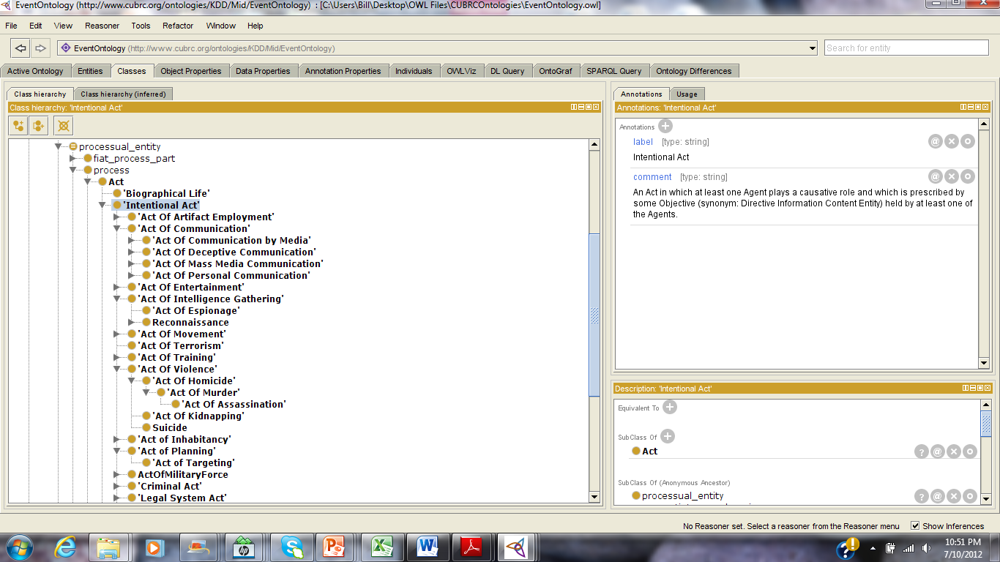 EventOntology (http://www.cubrc.org/ontologies/KDD/Mid/EventOntology) : [C:\Users\Bill\Desktop\OWL Files\CUBRCOntologies\EventOntology.owl]
File Edit View Reasoner Tools Refactor Window Help
EventOntology (http://www.cubrc.org/ontologies/KDD/Mid/EventOntology)
Search for entity
Active Ontology Entities Classes Object Properties Data Properties Annotation Properties Individuals OWLViz DL Query OntoGraf SPARQL Query Ontology Differences
Class hierarchy Class hierarchy (inferred)
Class hierarchy: 'Intentional Act'
processual_entity
fiat_process_part
process
Act
'Biographical Life'
'Intentional Act'
'Act Of Artifact Employment'
'Act Of Communication'
'Act Of Communication by Media'
'Act Of Deceptive Communication'
'Act Of Mass Media Communication'
'Act Of Personal Communication'
'Act Of Entertainment'
'Act Of Intelligence Gathering'
'Act Of Espionage'
Reconnaissance
'Act Of Movement'
'Act Of Terrorism'
'Act Of Training'
'Act Of Violence'
'Act Of Homicide'
'Act Of Murder'
'Act Of Assassination'
'Act Of Kidnapping'
Suicide
'Act of Inhabitancy'
'Act of Planning'
'Act of Targeting'
ActOfMilitaryForce
'Criminal Act'
'Legal System Act'
Annotations Usage
Annotations: 'Intentional Act'
Annotations
label [type: string]
Intentional Act
comment [type: string]
An Act in which at least one Agent plays a causative role and which is prescribed by
some Objective (synonym: Directive Information Content Entity) held by at least one of
the Agents.
Description: 'Intentional Act'
Equivalent To
SubClass Of
Act
SubClass Of (Anonymous Ancestor)
processual_entity
No Reasoner set. Select a reasoner from the Reasoner menu Show Inferences
10:51 PM
7/10/2012